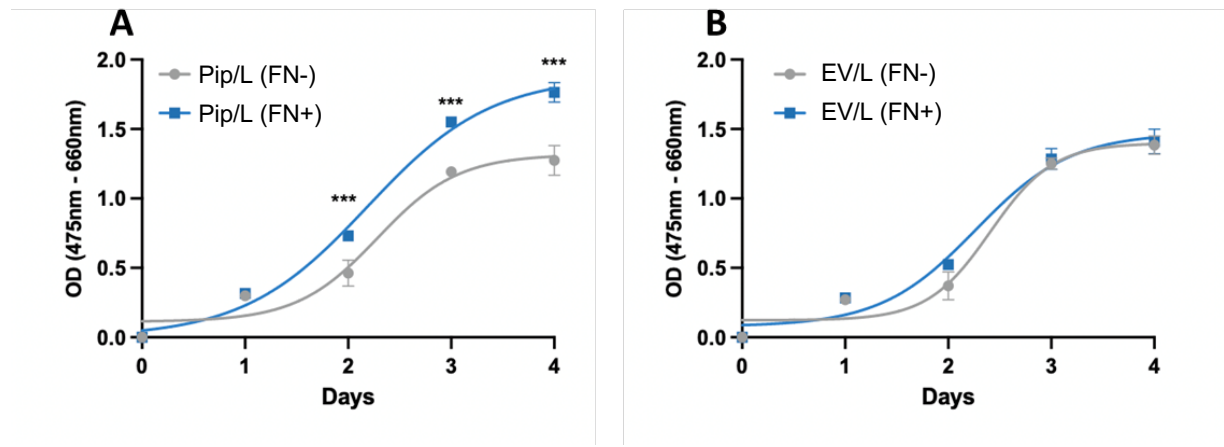 A
Pip/L (FN-)
Pip/L (FN+)
***
***
***
2.0
1.5
1.0
0.5
0.0
OD (475nm - 660nm)
0 1 2 3 4
Days
B
EV/L (FN-)
EV/L (FN+)
2.0
1.5
1.0
0.5
0.0
OD (475nm - 660nm)
0 1 2 3 4
Days